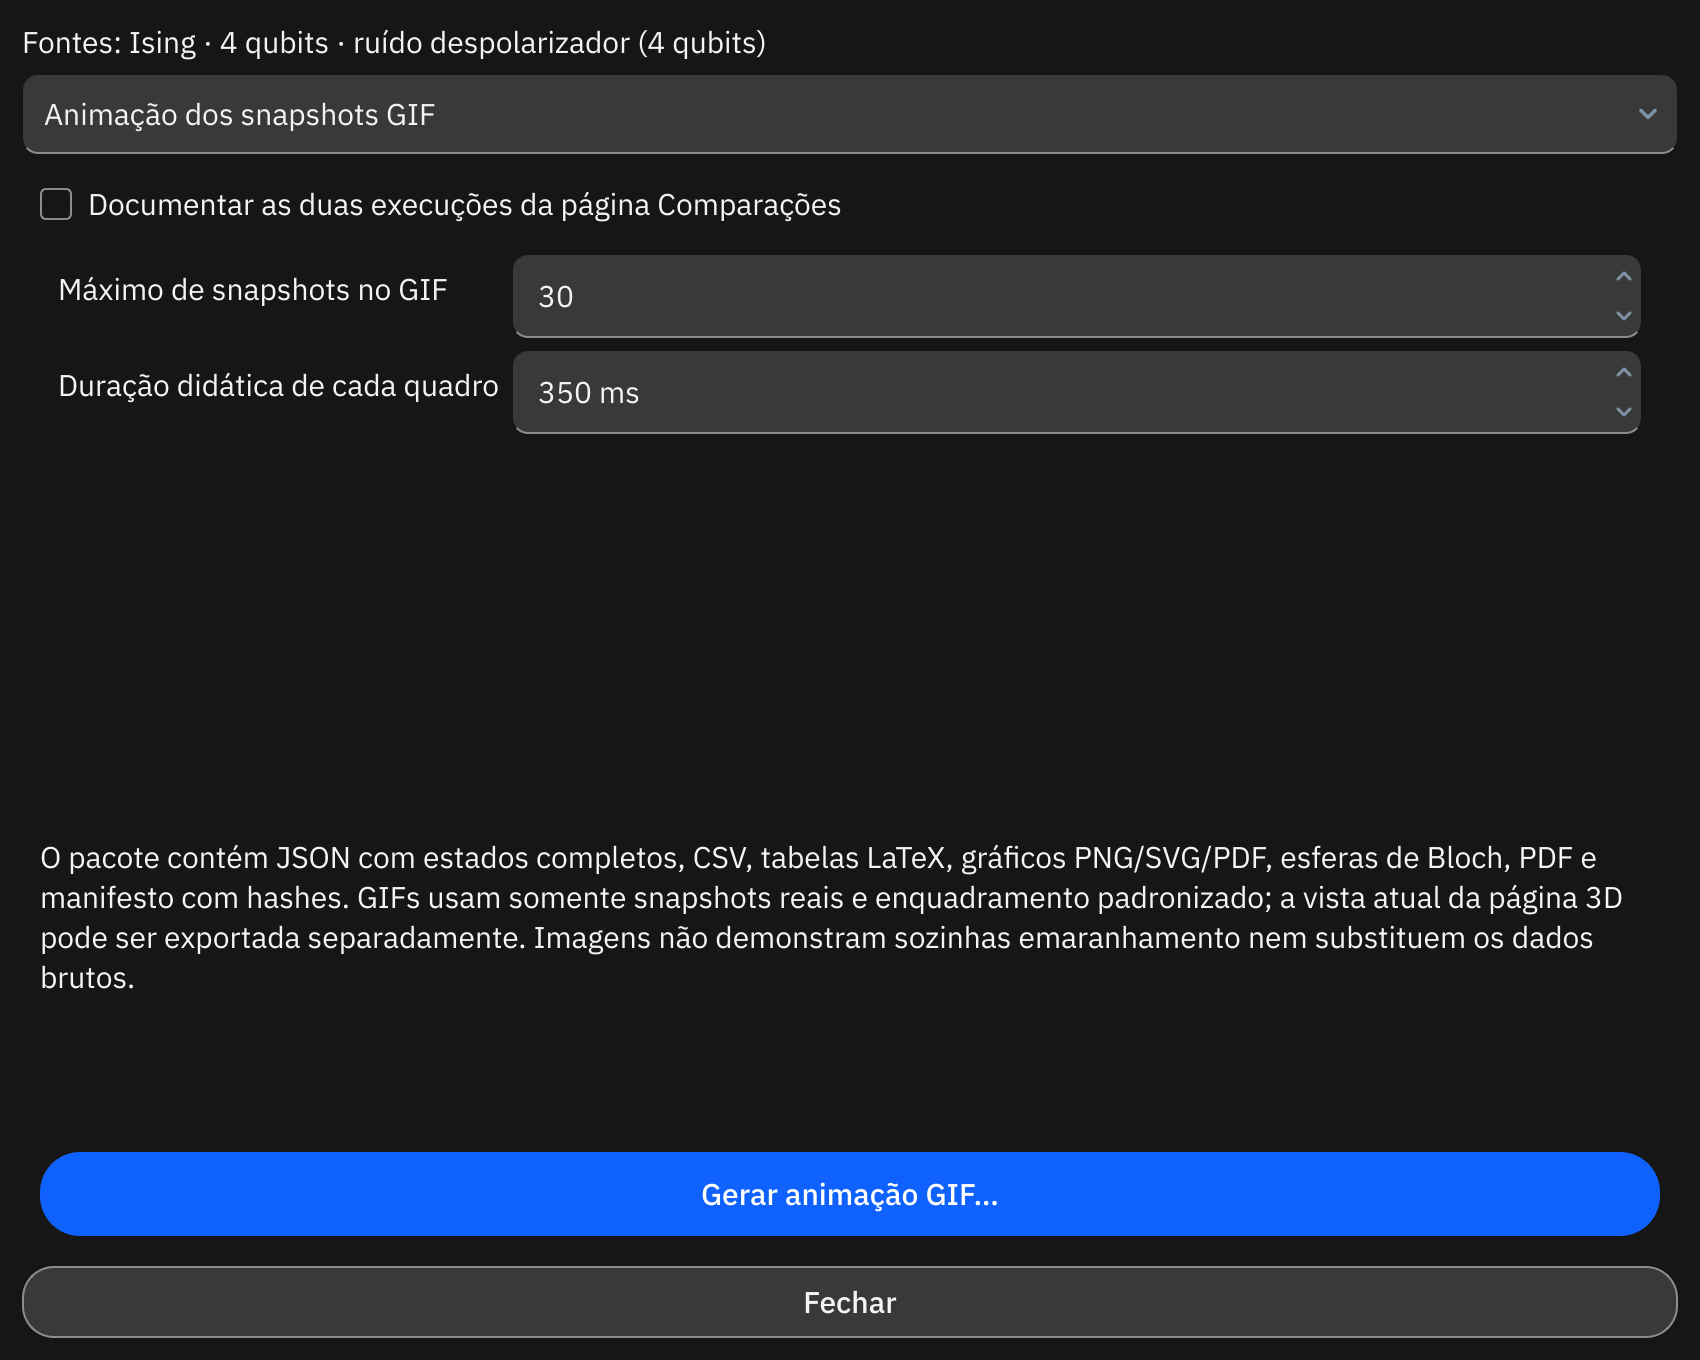 Fontes: Ising · 4 qubits · ruído despolarizador (4 qubits)
Animação dos snapshots GIF
Documentar as duas execuções da página Comparações
Máximo de snapshots no GIF
30
Duração didática de cada quadro
350 ms
O pacote contém JSON com estados completos, CSV, tabelas LaTeX, gráficos PNG/SVG/PDF, esferas de Bloch, PDF e
manifesto com hashes. GIFs usam somente snapshots reais e enquadramento padronizado; a vista atual da página 3D
pode ser exportada separadamente. Imagens não demonstram sozinhas emaranhamento nem substituem os dados
brutos.
Gerar animação GIF...
Fechar